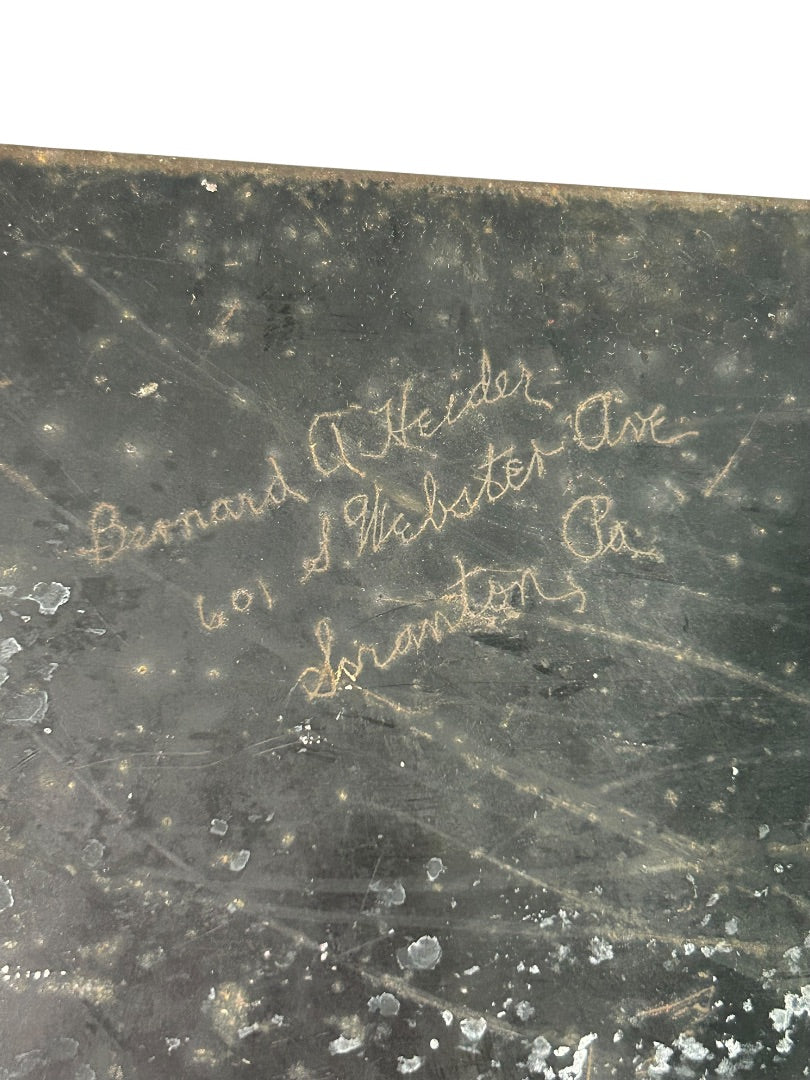 Bernard A Heider
601 S Webster Ave
Scranton, Pa